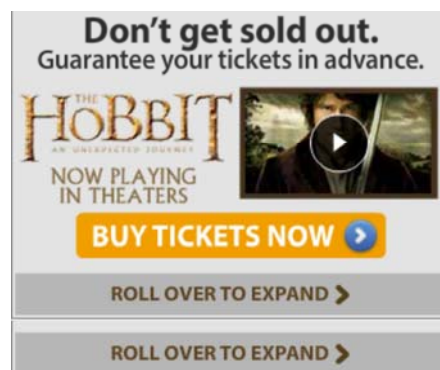 Don't get sold out.
Guarantee your tickets in advance.
THE
HOBBIT
AN UNEXPECTED JOURNEY
NOW PLAYING
IN THEATERS
BUY TICKETS NOW
ROLL OVER TO EXPAND
ROLL OVER TO EXPAND